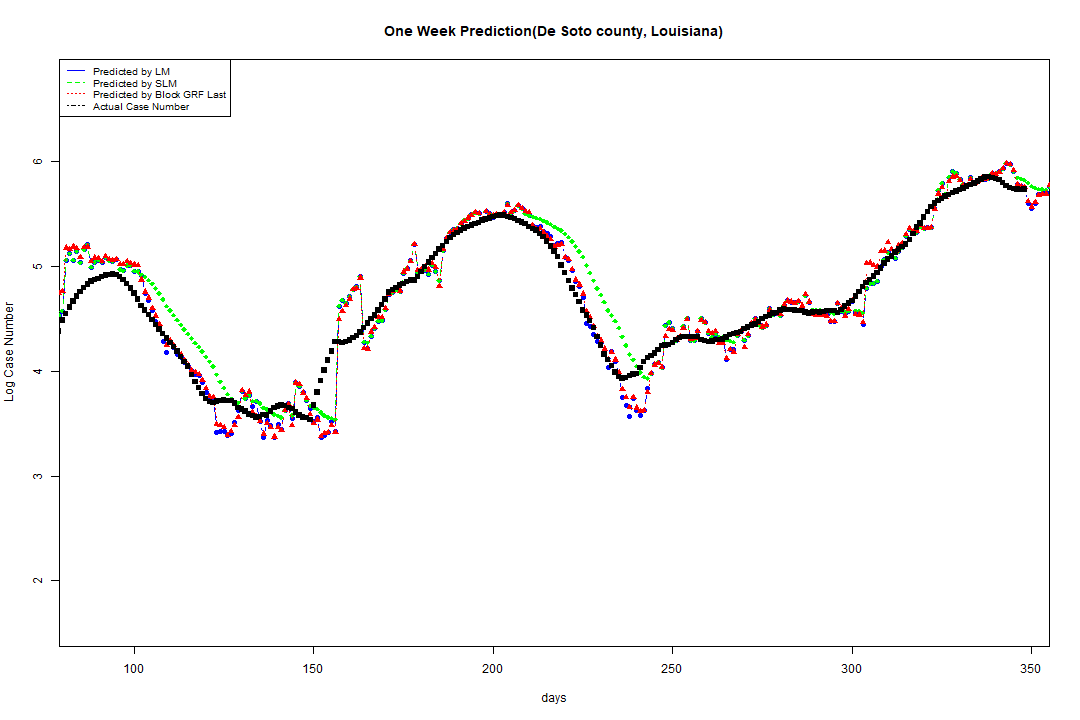 One Week Prediction(De Soto county, Louisiana)
Predicted by LM
Predicted by SLM
Predicted by Block GRF Last
Actual Case Number
6
5
4
3
2
Log Case Number
100 150 200 250 300 350
days